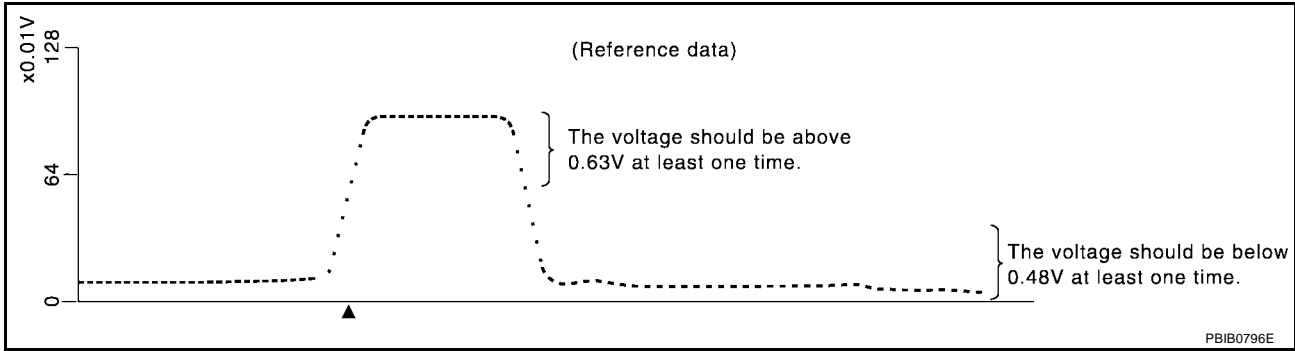 x0.01V
128
64
0
(Reference data)
The voltage should be above
0.63V at least one time.
The voltage should be below
0.48V at least one time.
PBIB0796E